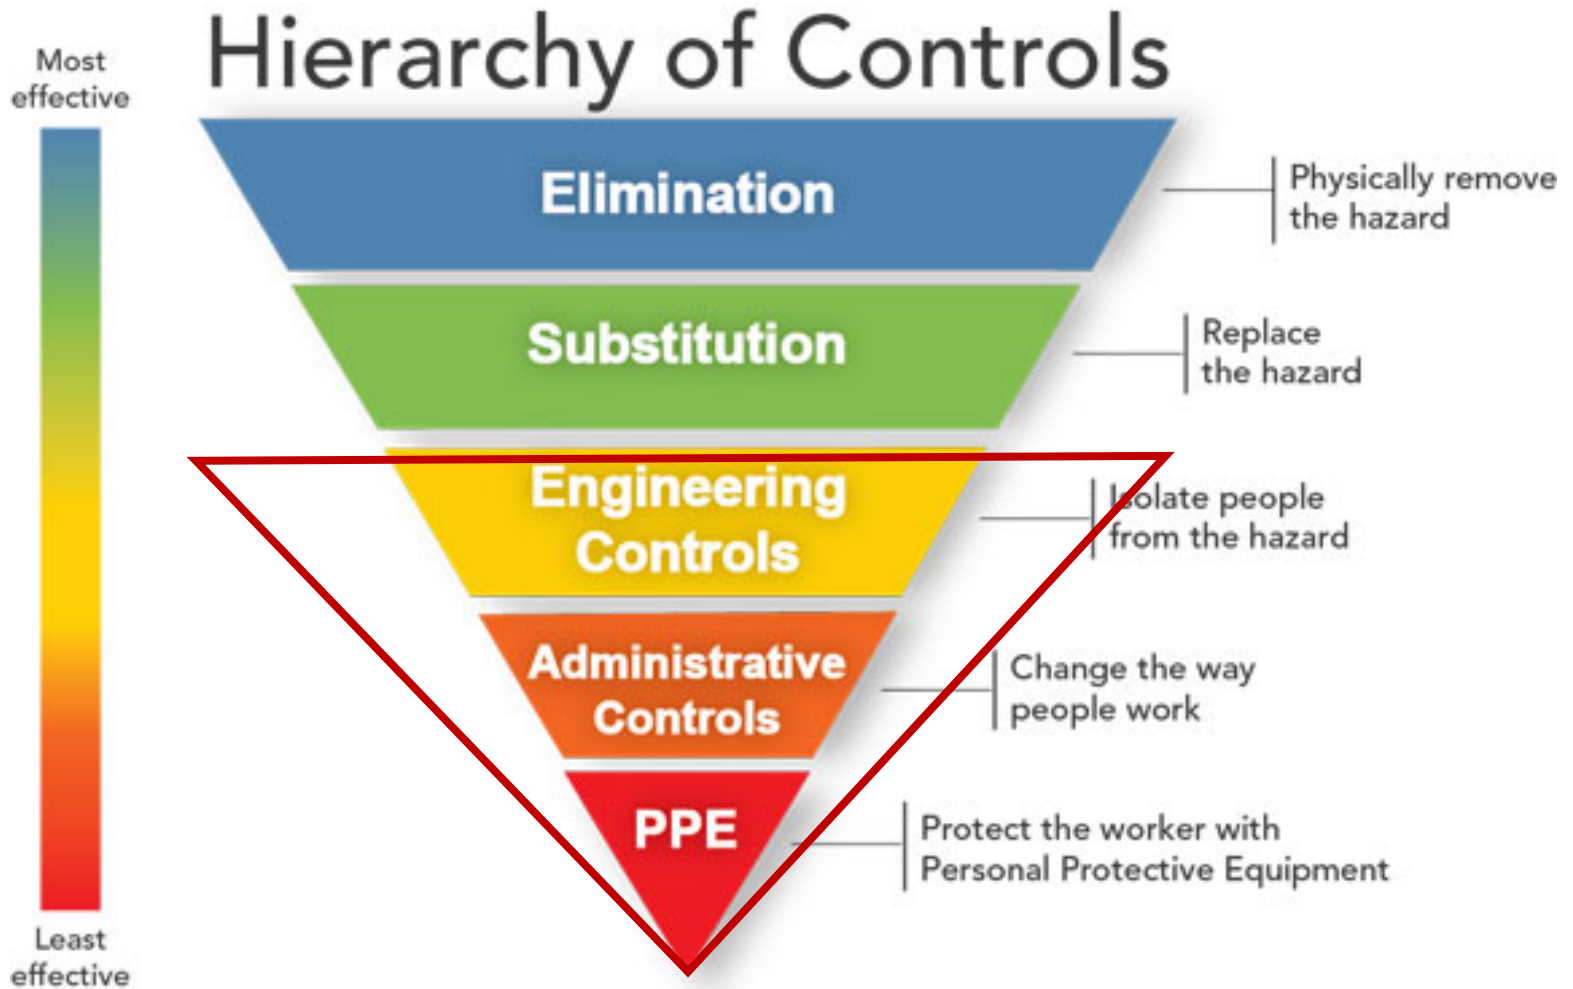 Hierarchy of Controls
Most
effective
Elimination
Physically remove
the hazard
Substitution
Replace
the hazard
Engineering
Controls
Isolate people
from the hazard
Administrative
Controls
Change the way
people work
PPE
Protect the worker with
Personal Protective Equipment
Least
effective